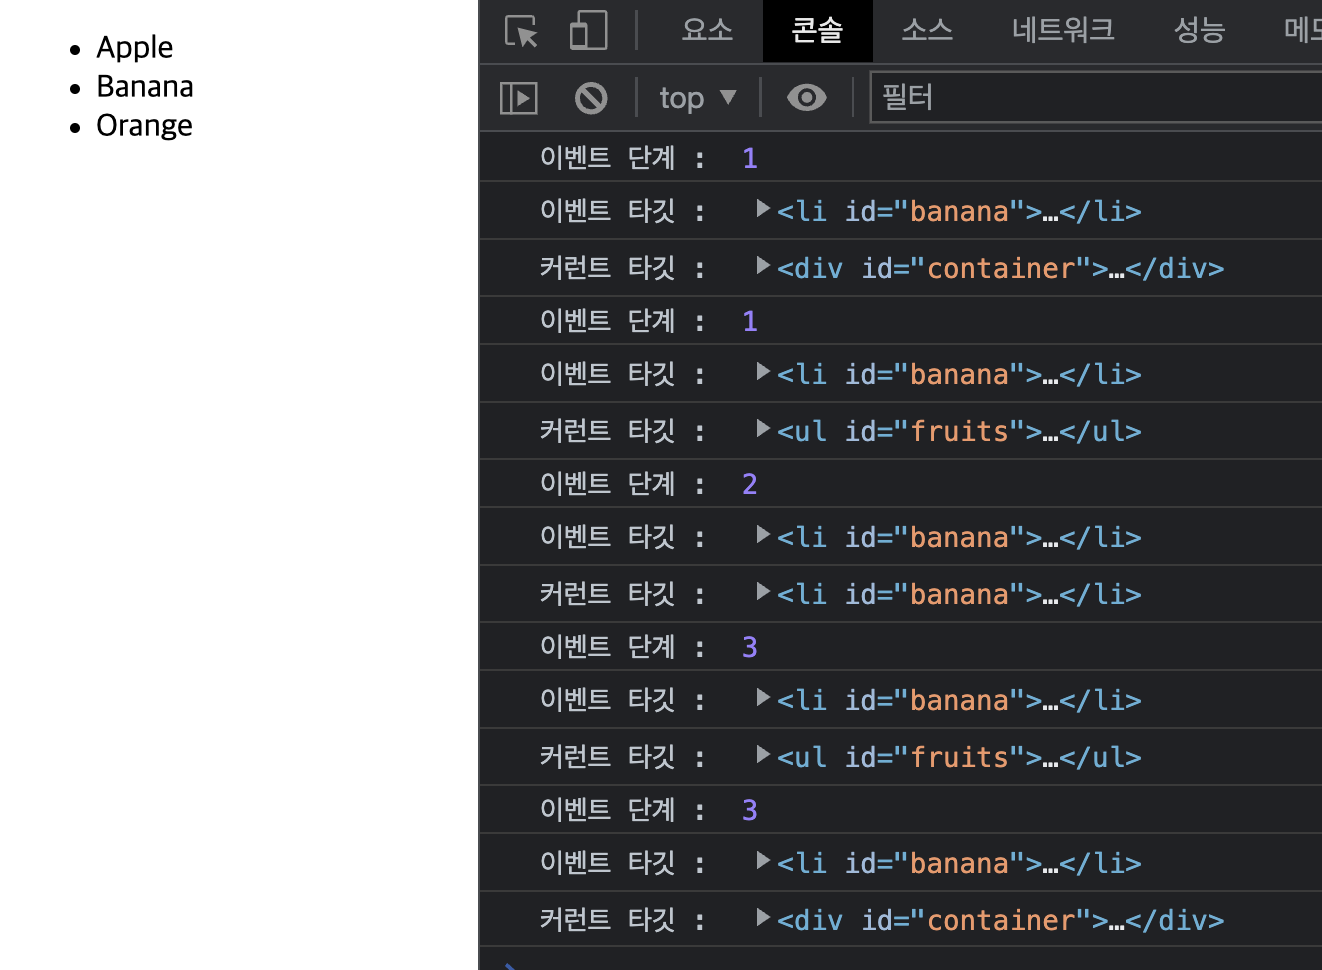 Apple
Banana
Orange
요소 콘솔 소스 네트워크 성능
top ▼ 필터
이벤트 단계 : 1
이벤트 타깃 : ▶<li id="banana">…</li>
커런트 타깃 : ▶<div id="container">…</div>
이벤트 단계 : 1
이벤트 타깃 : ▶<li id="banana">…</li>
커런트 타깃 : ▶<ul id="fruits">…</ul>
이벤트 단계 : 2
이벤트 타깃 : ▶<li id="banana">…</li>
커런트 타깃 : ▶<li id="banana">…</li>
이벤트 단계 : 3
이벤트 타깃 : ▶<li id="banana">…</li>
커런트 타깃 : ▶<ul id="fruits">…</ul>
이벤트 단계 : 3
이벤트 타깃 : ▶<li id="banana">…</li>
커런트 타깃 : ▶<div id="container">…</div>